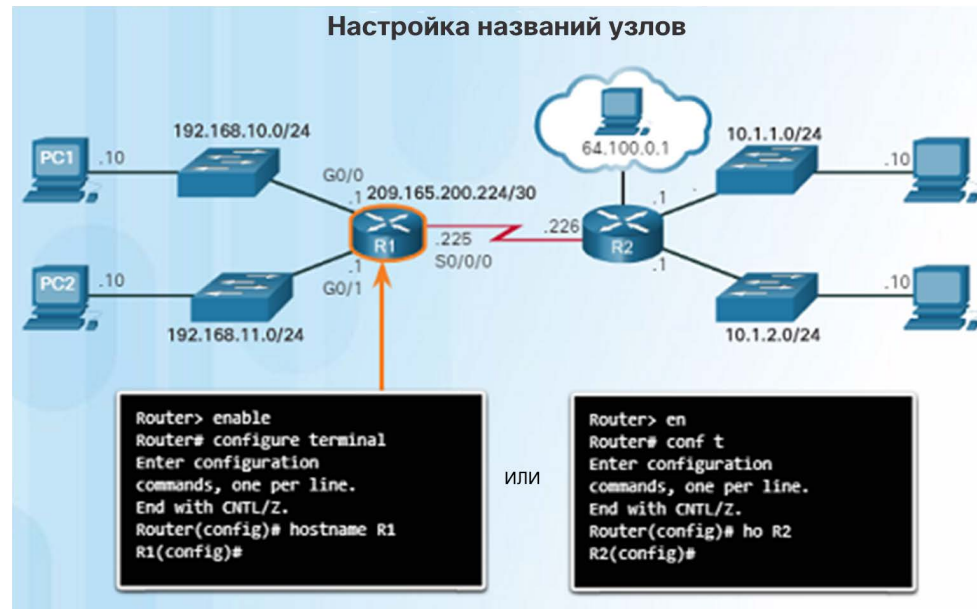 Настройка названий узлов
192.168.10.0/24
64.100.0.1
10.1.1.0/24
PC1
.10
.10
G0/0
.1
209.165.200.224/30
.1
R1
.225
S0/0/0
.226
R2
PC2
.10
.1
G0/1
.1
.10
192.168.11.0/24
10.1.2.0/24
Router> enable
Router# configure terminal
Enter configuration
commands, one per line.
End with CNTL/Z.
Router(config)# hostname R1
R1(config)#
или
Router> en
Router# conf t
Enter configuration
commands, one per line.
End with CNTL/Z.
Router(config)# ho R2
R2(config)#